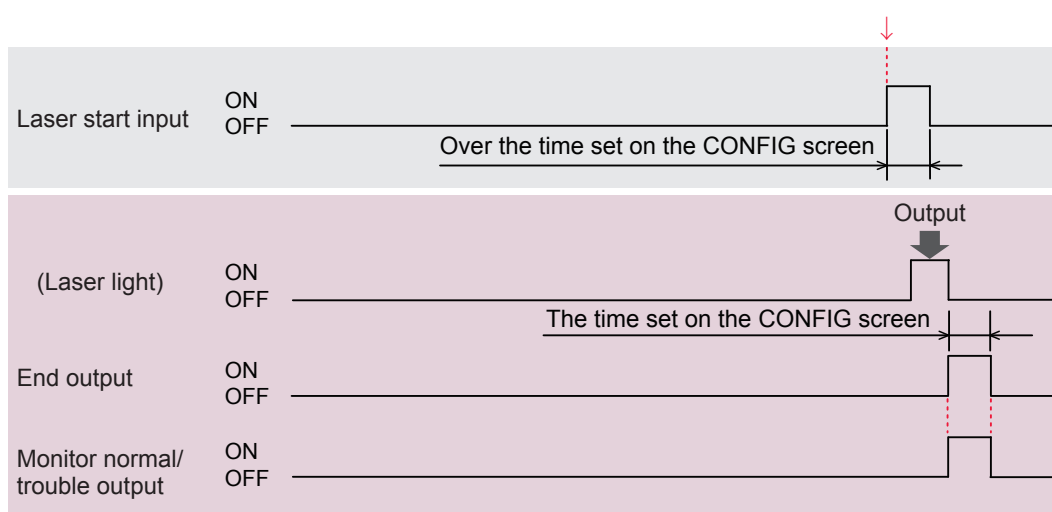 Laser start input
ON
OFF
Over the time set on the CONFIG screen
Output
(Laser light)
ON
OFF
The time set on the CONFIG screen
End output
ON
OFF
Monitor normal/
trouble output
ON
OFF